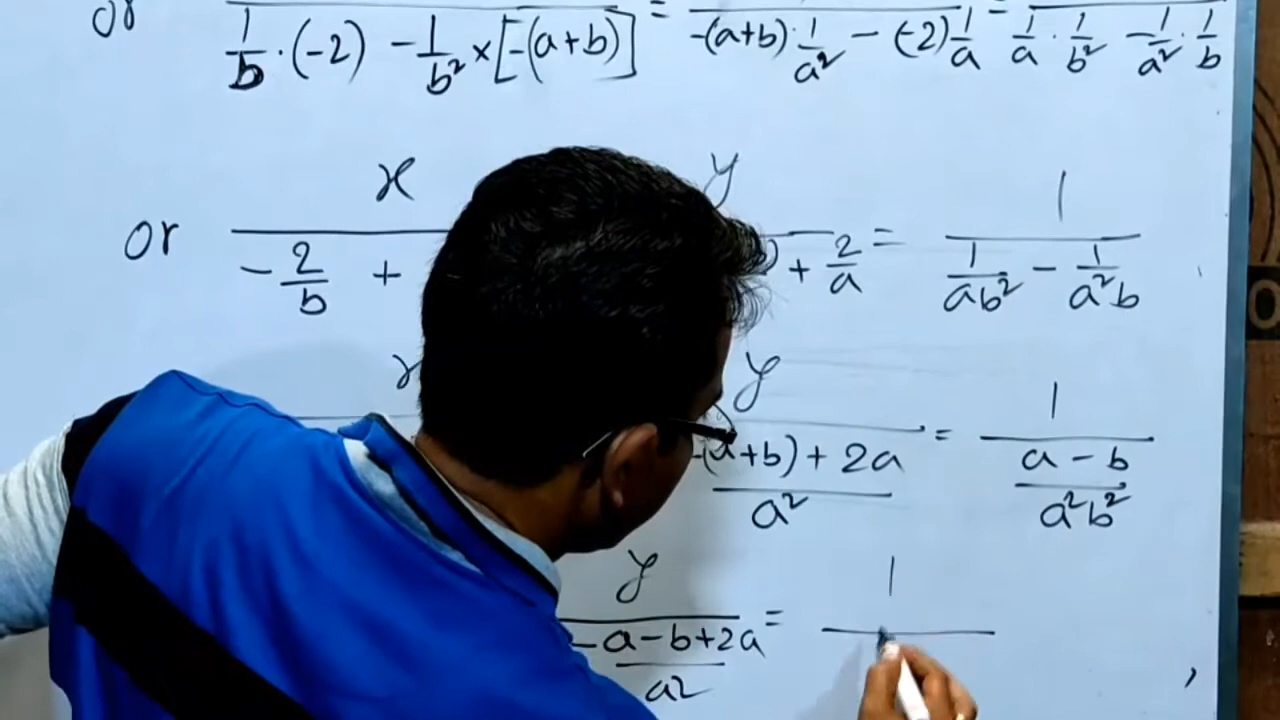 or 1/b·(-2) - 1/b²×[-(a+b)] = -(a+b)·1/a² - (-2)1/a = 1/a·1/b² - 1/a²·1/b
x y 1
or -2/b + ) + 2/a = 1/ab² - 1/a²b
x y 1
-(a+b) + 2a = a - b
a² a²b²
y 1
-a-b+2a =
a² ,